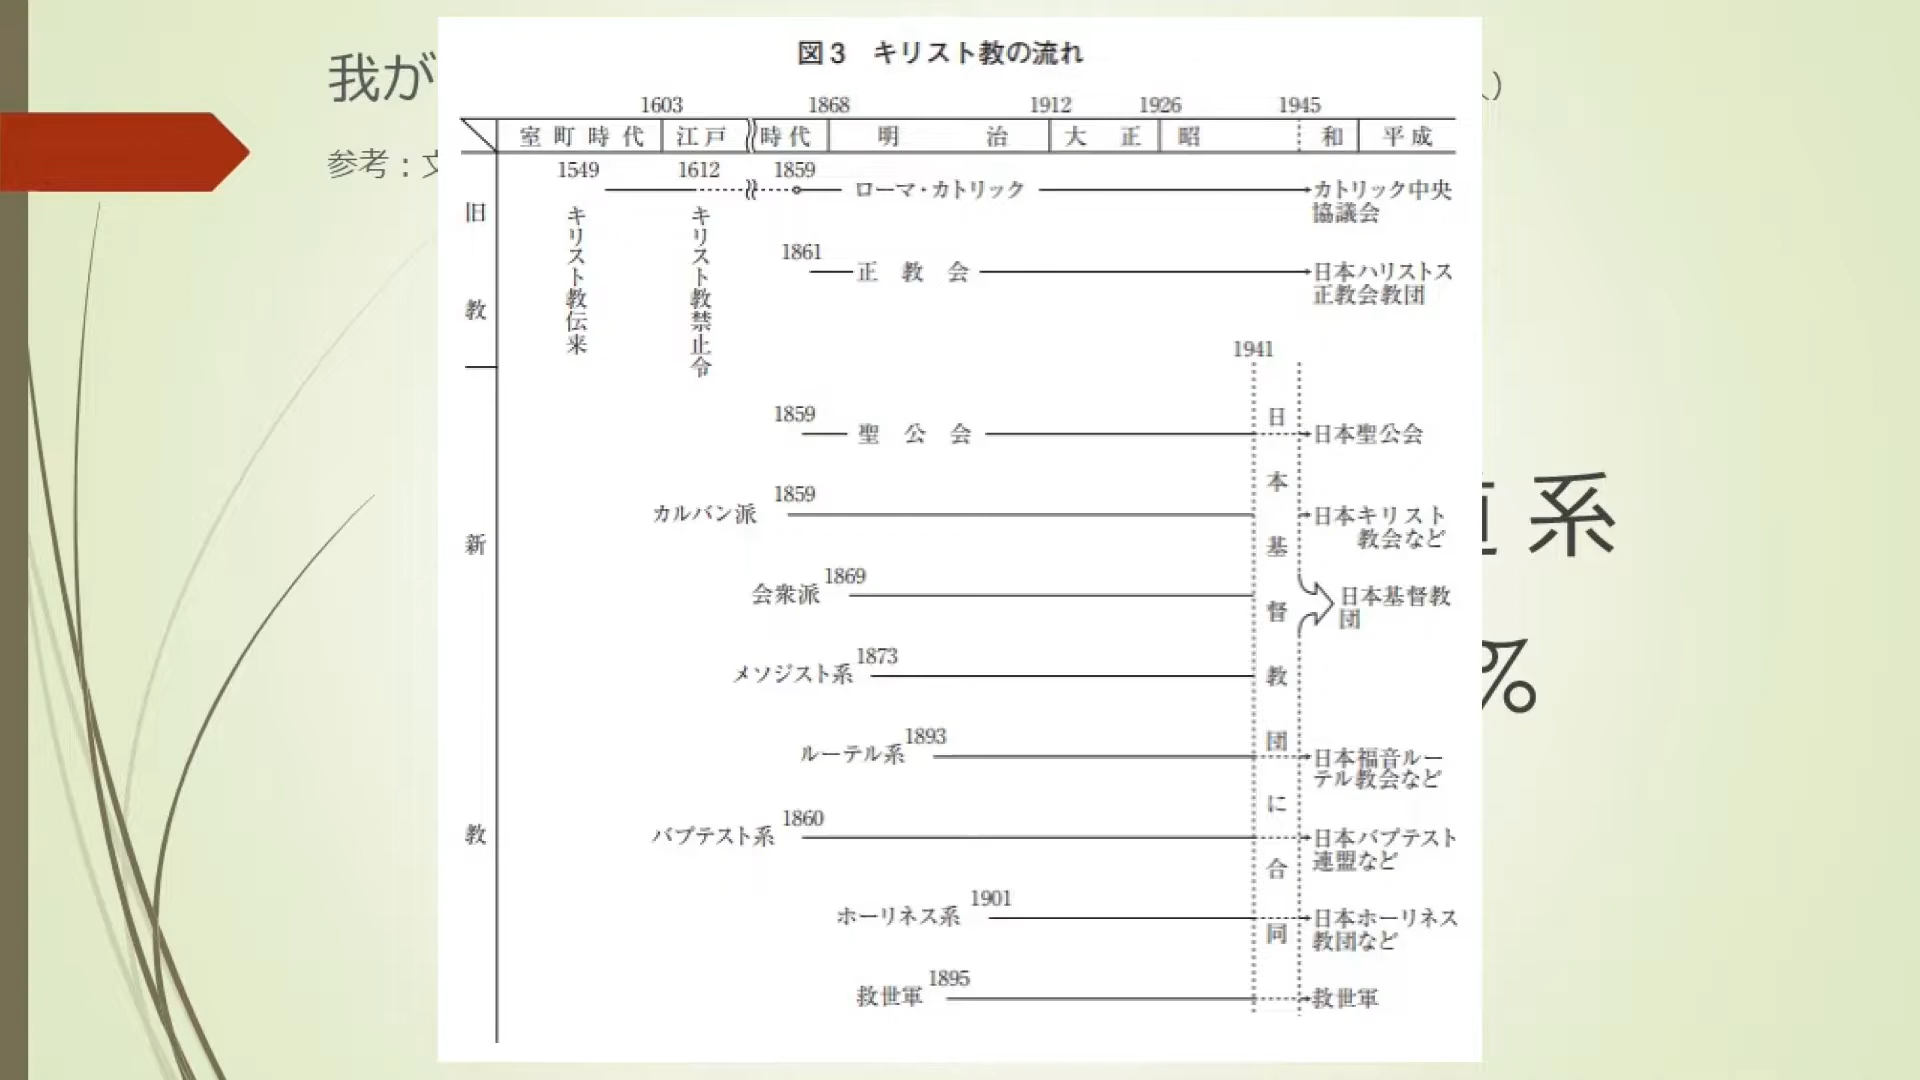 我が
参考：文
図３　キリスト教の流れ
1603 1868 1912 1926 1945
室町時代 江戸 時代 明治 大正 昭和 平成
旧教
1549 1612 1859
ローマ・カトリック
カトリック中央
協議会
キリスト教伝来
キリスト教禁止令
1861
正教会
日本ハリストス
正教会教団
1941
日本基督教団に合同
新教
1859
聖公会
日本聖公会
1859
カルバン派
日本キリスト
教会など
1869
会衆派
日本基督教
団
1873
メソジスト系
1893
ルーテル系
日本福音ルー
テル教会など
1860
バプテスト系
日本バプテスト
連盟など
1901
ホーリネス系
日本ホーリネス
教団など
1895
救世軍
救世軍
系
%